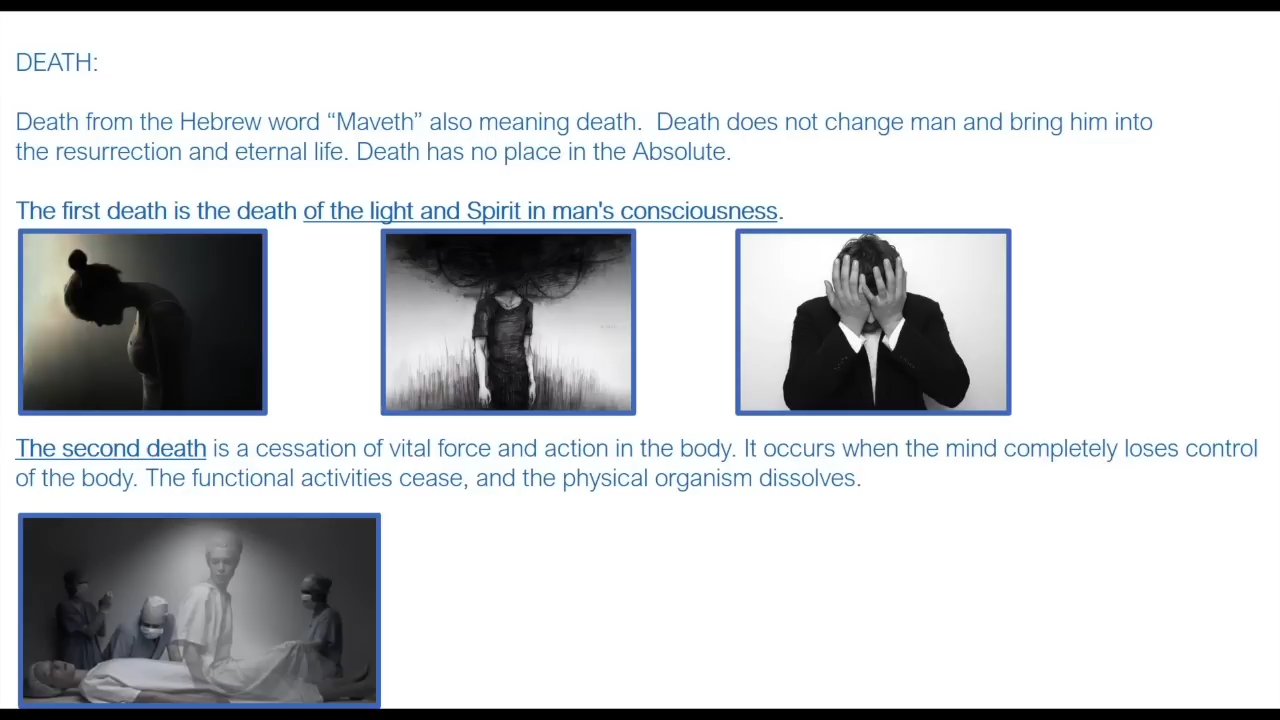 DEATH:
Death from the Hebrew word “Maveth” also meaning death.  Death does not change man and bring him into
the resurrection and eternal life. Death has no place in the Absolute.
The first death is the death of the light and Spirit in man's consciousness.
The second death is a cessation of vital force and action in the body. It occurs when the mind completely loses control
of the body. The functional activities cease, and the physical organism dissolves.